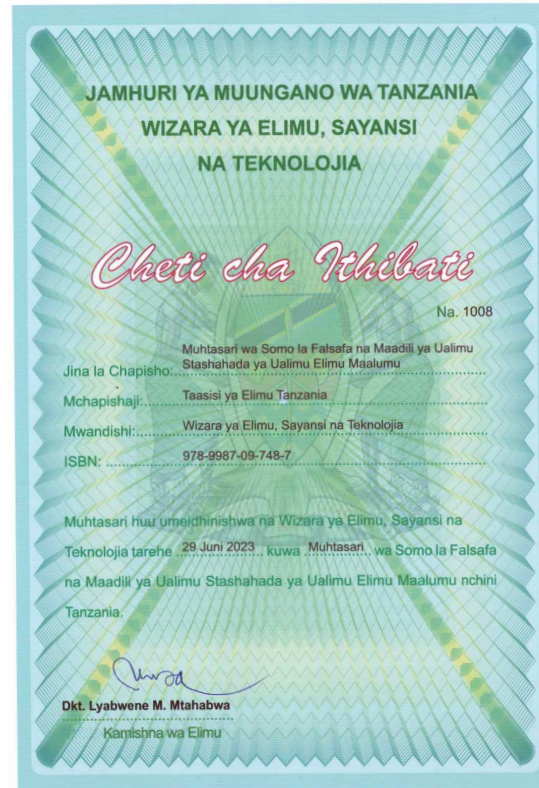 JAMHURI YA MUUNGANO WA TANZANIA
WIZARA YA ELIMU, SAYANSI
NA TEKNOLOJIA
Cheti cha Ithibati
Na. 1008
Jina la Chapisho: Muhtasari wa Somo la Falsafa na Maadili ya Ualimu
Stashahada ya Ualimu Elimu Maalumu
Mchapishaji: Taasisi ya Elimu Tanzania
Mwandishi: Wizara ya Elimu, Sayansi na Teknolojia
ISBN: 978-9987-09-748-7
Muhtasari huu umeidhinishwa na Wizara ya Elimu, Sayansi na
Teknolojia tarehe 29 Juni 2023 kuwa Muhtasari wa Somo la Falsafa
na Maadili ya Ualimu Stashahada ya Ualimu Elimu Maalumu nchini
Tanzania.
Dkt. Lyabwene M. Mtahabwa
Kamishna wa Elimu